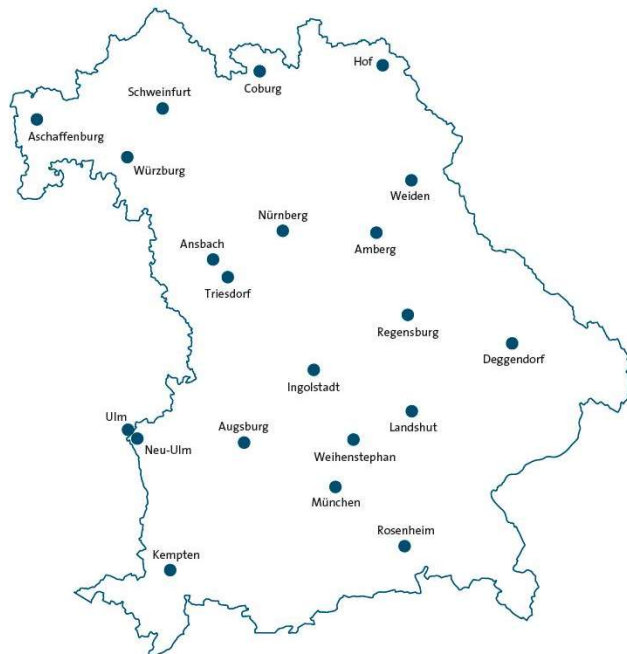 Hof
Coburg
Schweinfurt
Aschaffenburg
Würzburg
Weiden
Nürnberg
Amberg
Ansbach
Triesdorf
Regensburg
Deggendorf
Ingolstadt
Ulm
Augsburg
Landshut
Neu-Ulm
Weihenstephan
München
Rosenheim
Kempten